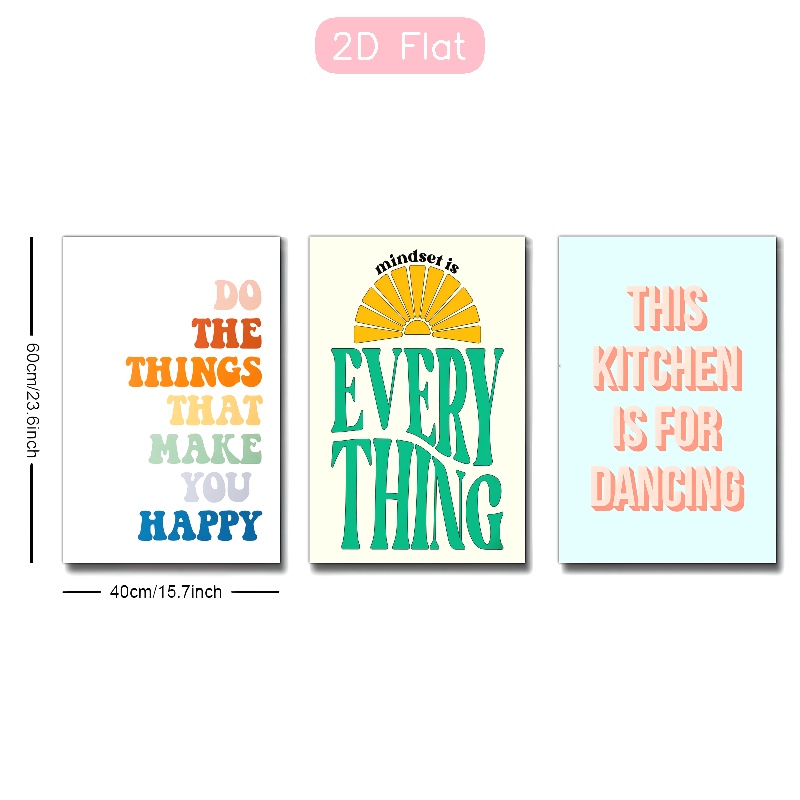 2D Flat
60cm/23.6inch
DO
THE
THINGS
THAT
MAKE
YOU
HAPPY
mindset is
EVERY
THING
THIS
KITCHEN
IS FOR
DANCING
40cm/15.7inch